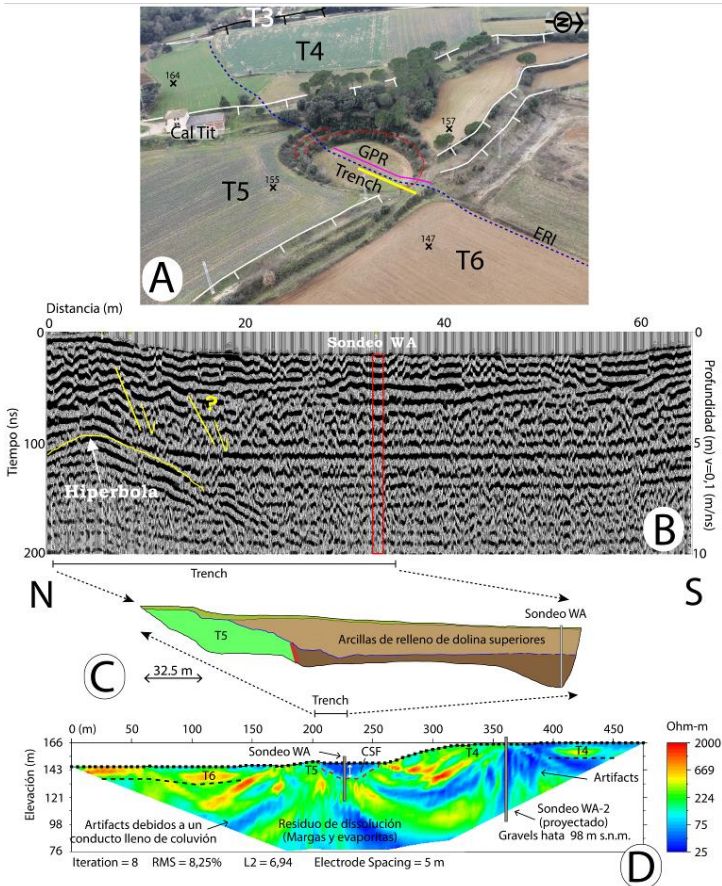 T3
N
T4
164
157
Cal Tit
GPR
Trench
T5
155
147
T6
ERI
A
Distancia (m)
0 20 40 60
Sondeo WA
0
100
200
Tiempo (ns)
?
Hiperbola
0
5
10
Profundidad (m) v=0,1 (m/ns)
B
Trench
N
S
Sondeo WA
T5
Arcillas de relleno de dolina superiores
C
32.5 m
Trench
0 (m) 50 100 150 200 250 300 350 400 450
Sondeo WA
CSF
Ohm-m
166
143
121
98
76
Elevación (m)
T6
T5
T4
T4
2000
1000
500
200
100
50
25
Artifacts
Artifacts debidos a un
conducto lleno de coluvión
Residuo de dissolución
(Margas y evaporitas)
Sondeo WA-2
(proyectado)
Gravels hata 98 m s.n.m.
Iteration = 8 RMS = 8,25% L2 = 6,94 Electrode Spacing = 5 m
D